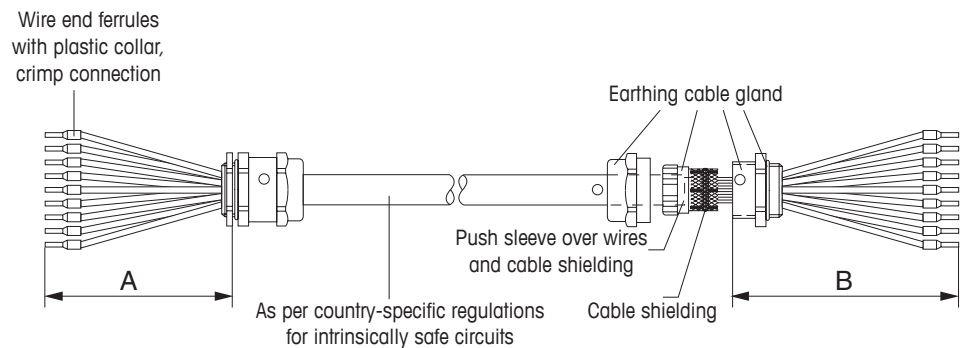 Wire end ferrules
with plastic collar,
crimp connection
Earthing cable gland
Push sleeve over wires
and cable shielding
A
B
As per country-specific regulations
for intrinsically safe circuits
Cable shielding